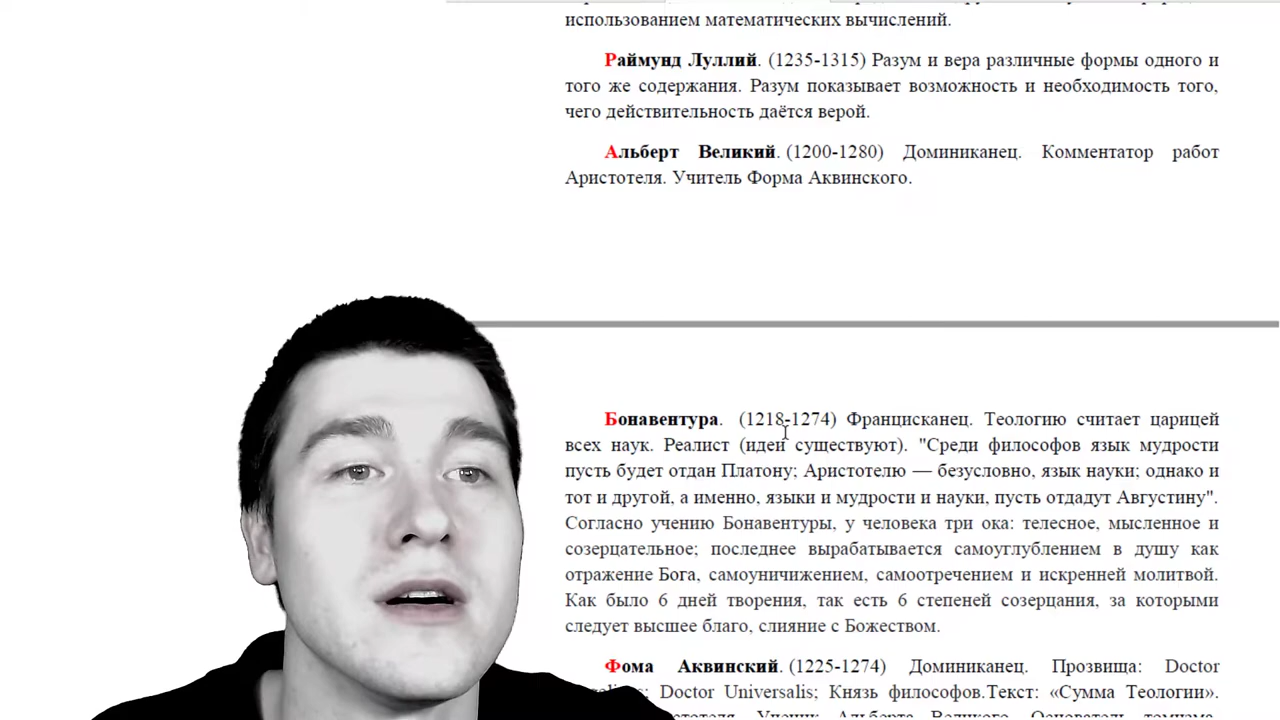 использованием математических вычислений.
Раймунд Луллий. (1235-1315) Разум и вера различные формы одного и
того же содержания. Разум показывает возможность и необходимость того,
чего действительность даётся верой.
Альберт Великий. (1200-1280) Доминиканец. Комментатор работ
Аристотеля. Учитель Форма Аквинского.
Бонавентура. (1218-1274) Францисканец. Теологию считает царицей
всех наук. Реалист (идеи существуют). "Среди философов язык мудрости
пусть будет отдан Платону; Аристотелю — безусловно, язык науки; однако и
тот и другой, а именно, языки и мудрости и науки, пусть отдадут Августину".
Согласно учению Бонавентуры, у человека три ока: телесное, мысленное и
созерцательное; последнее вырабатывается самоуглублением в душу как
отражение Бога, самоуничижением, самоотречением и искренней молитвой.
Как было 6 дней творения, так есть 6 степеней созерцания, за которыми
следует высшее благо, слияние с Божеством.
Фома Аквинский. (1225-1274) Доминиканец. Прозвища: Doctor
Doctor Universalis; Князь философов.Текст: «Сумма Теологии».
Ученик Альберта Великого. Основатель томизма.